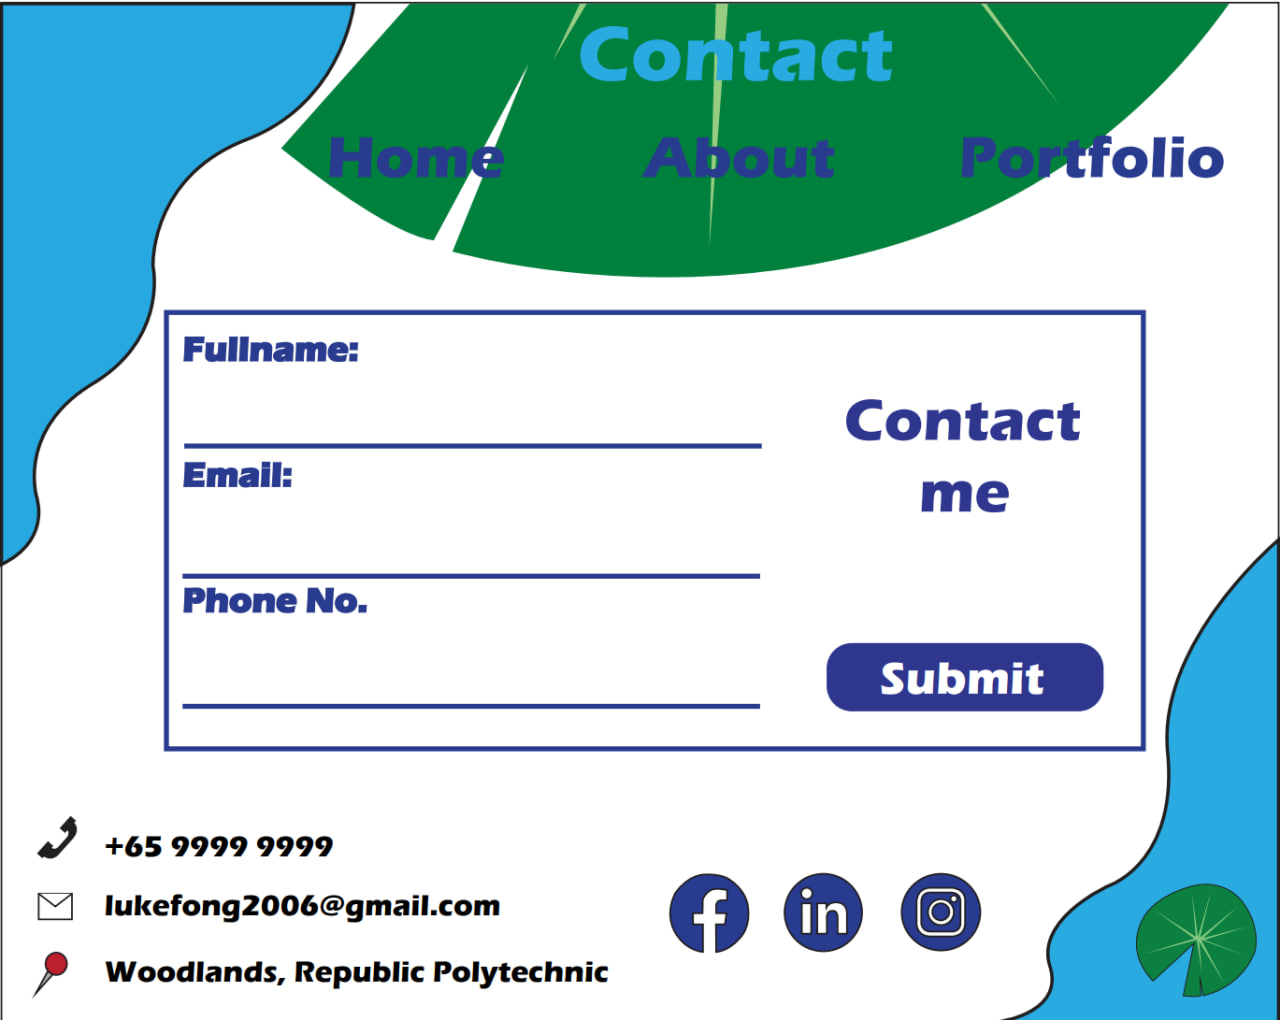 Contact
Home About Portfolio
Fullname:
Email:
Phone No.
Contact
me
Submit
+65 9999 9999
lukefong2006@gmail.com
Woodlands, Republic Polytechnic
f in